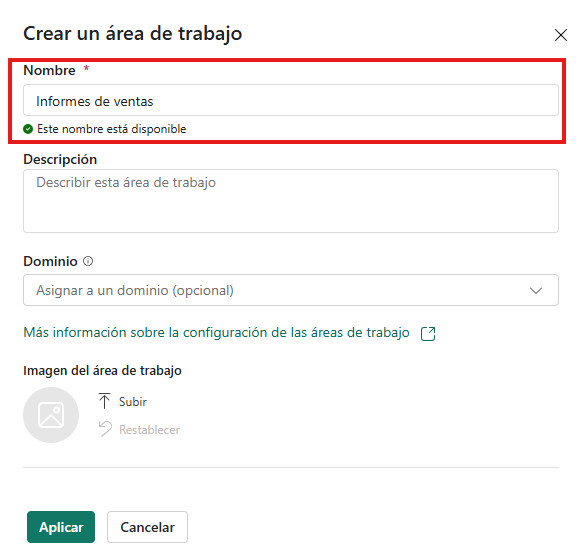 Crear un área de trabajo
Nombre *
Informes de ventas
Este nombre está disponible
Descripción
Describir esta área de trabajo
Dominio
Asignar a un dominio (opcional)
Más información sobre la configuración de las áreas de trabajo
Imagen del área de trabajo
Subir
Restablecer
Aplicar Cancelar